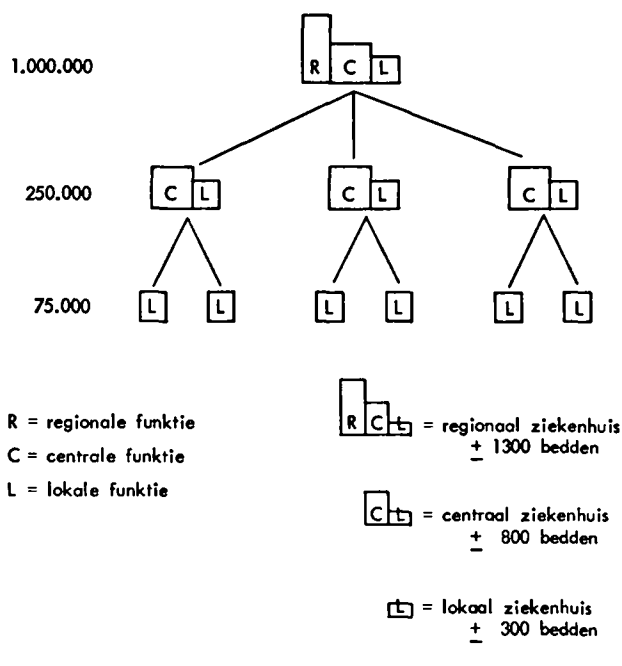 1.000.000
R C L
250.000
C L C L C L
75.000
L L L L L L
R = regionale funktie
C = centrale funktie
L = lokale funktie
R C L = regionaal ziekenhuis
± 1300 bedden
C L = centraal ziekenhuis
± 800 bedden
L = lokaal ziekenhuis
± 300 bedden